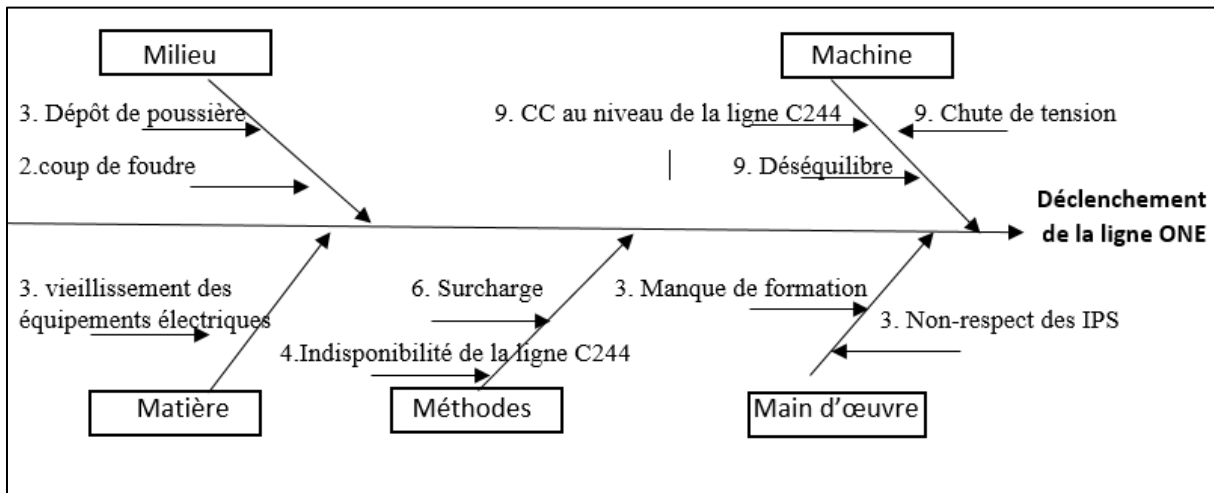 Milieu
Machine
3. Dépôt de poussière
9. CC au niveau de la ligne C244
9. Chute de tension
2.coup de foudre
9. Déséquilibre
Déclenchement
de la ligne ONE
3. vieillissement des
équipements électriques
6. Surcharge
3. Manque de formation
3. Non-respect des IPS
4.Indisponibilité de la ligne C244
Matière
Méthodes
Main d’œuvre